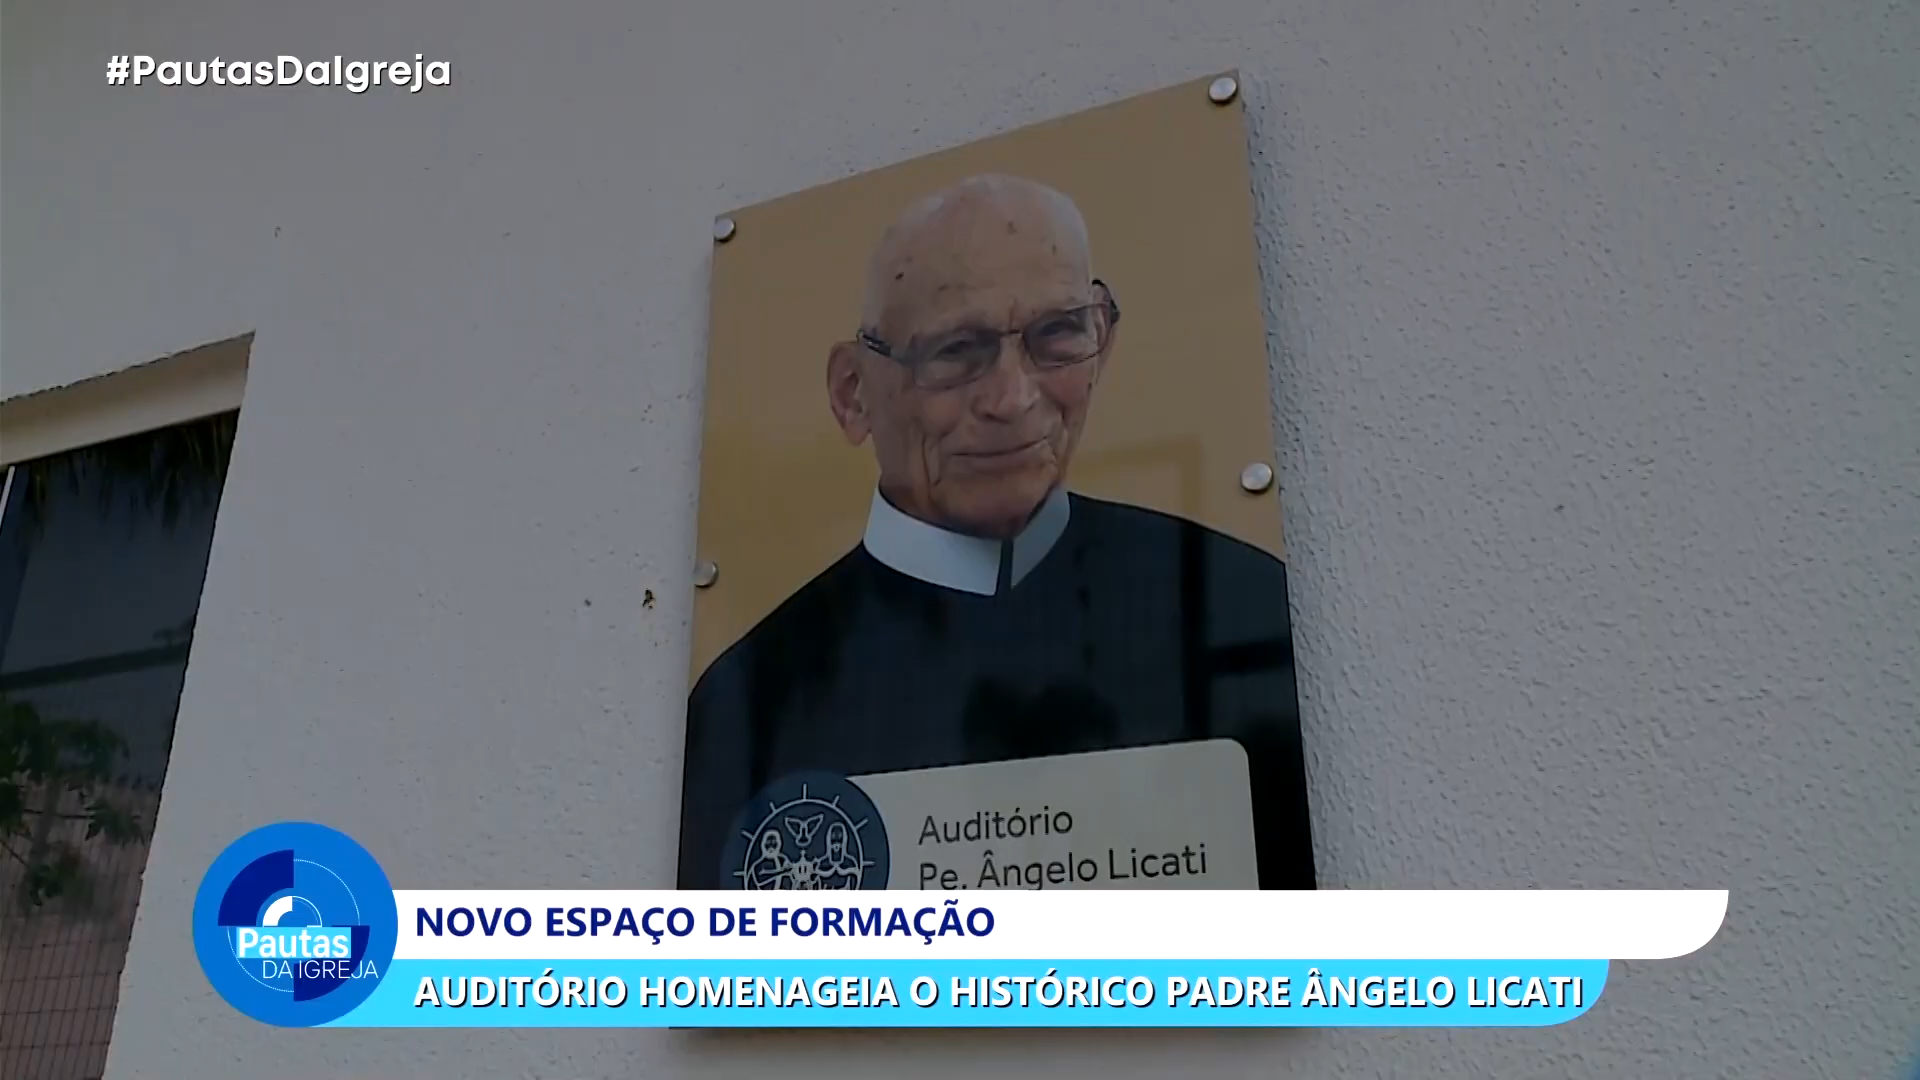 #PautasDaIgreja
Auditório
Pe. Ângelo Licati
NOVO ESPAÇO DE FORMAÇÃO
Pautas
DA IGREJA
AUDITÓRIO HOMENAGEIA O HISTÓRICO PADRE ÂNGELO LICATI